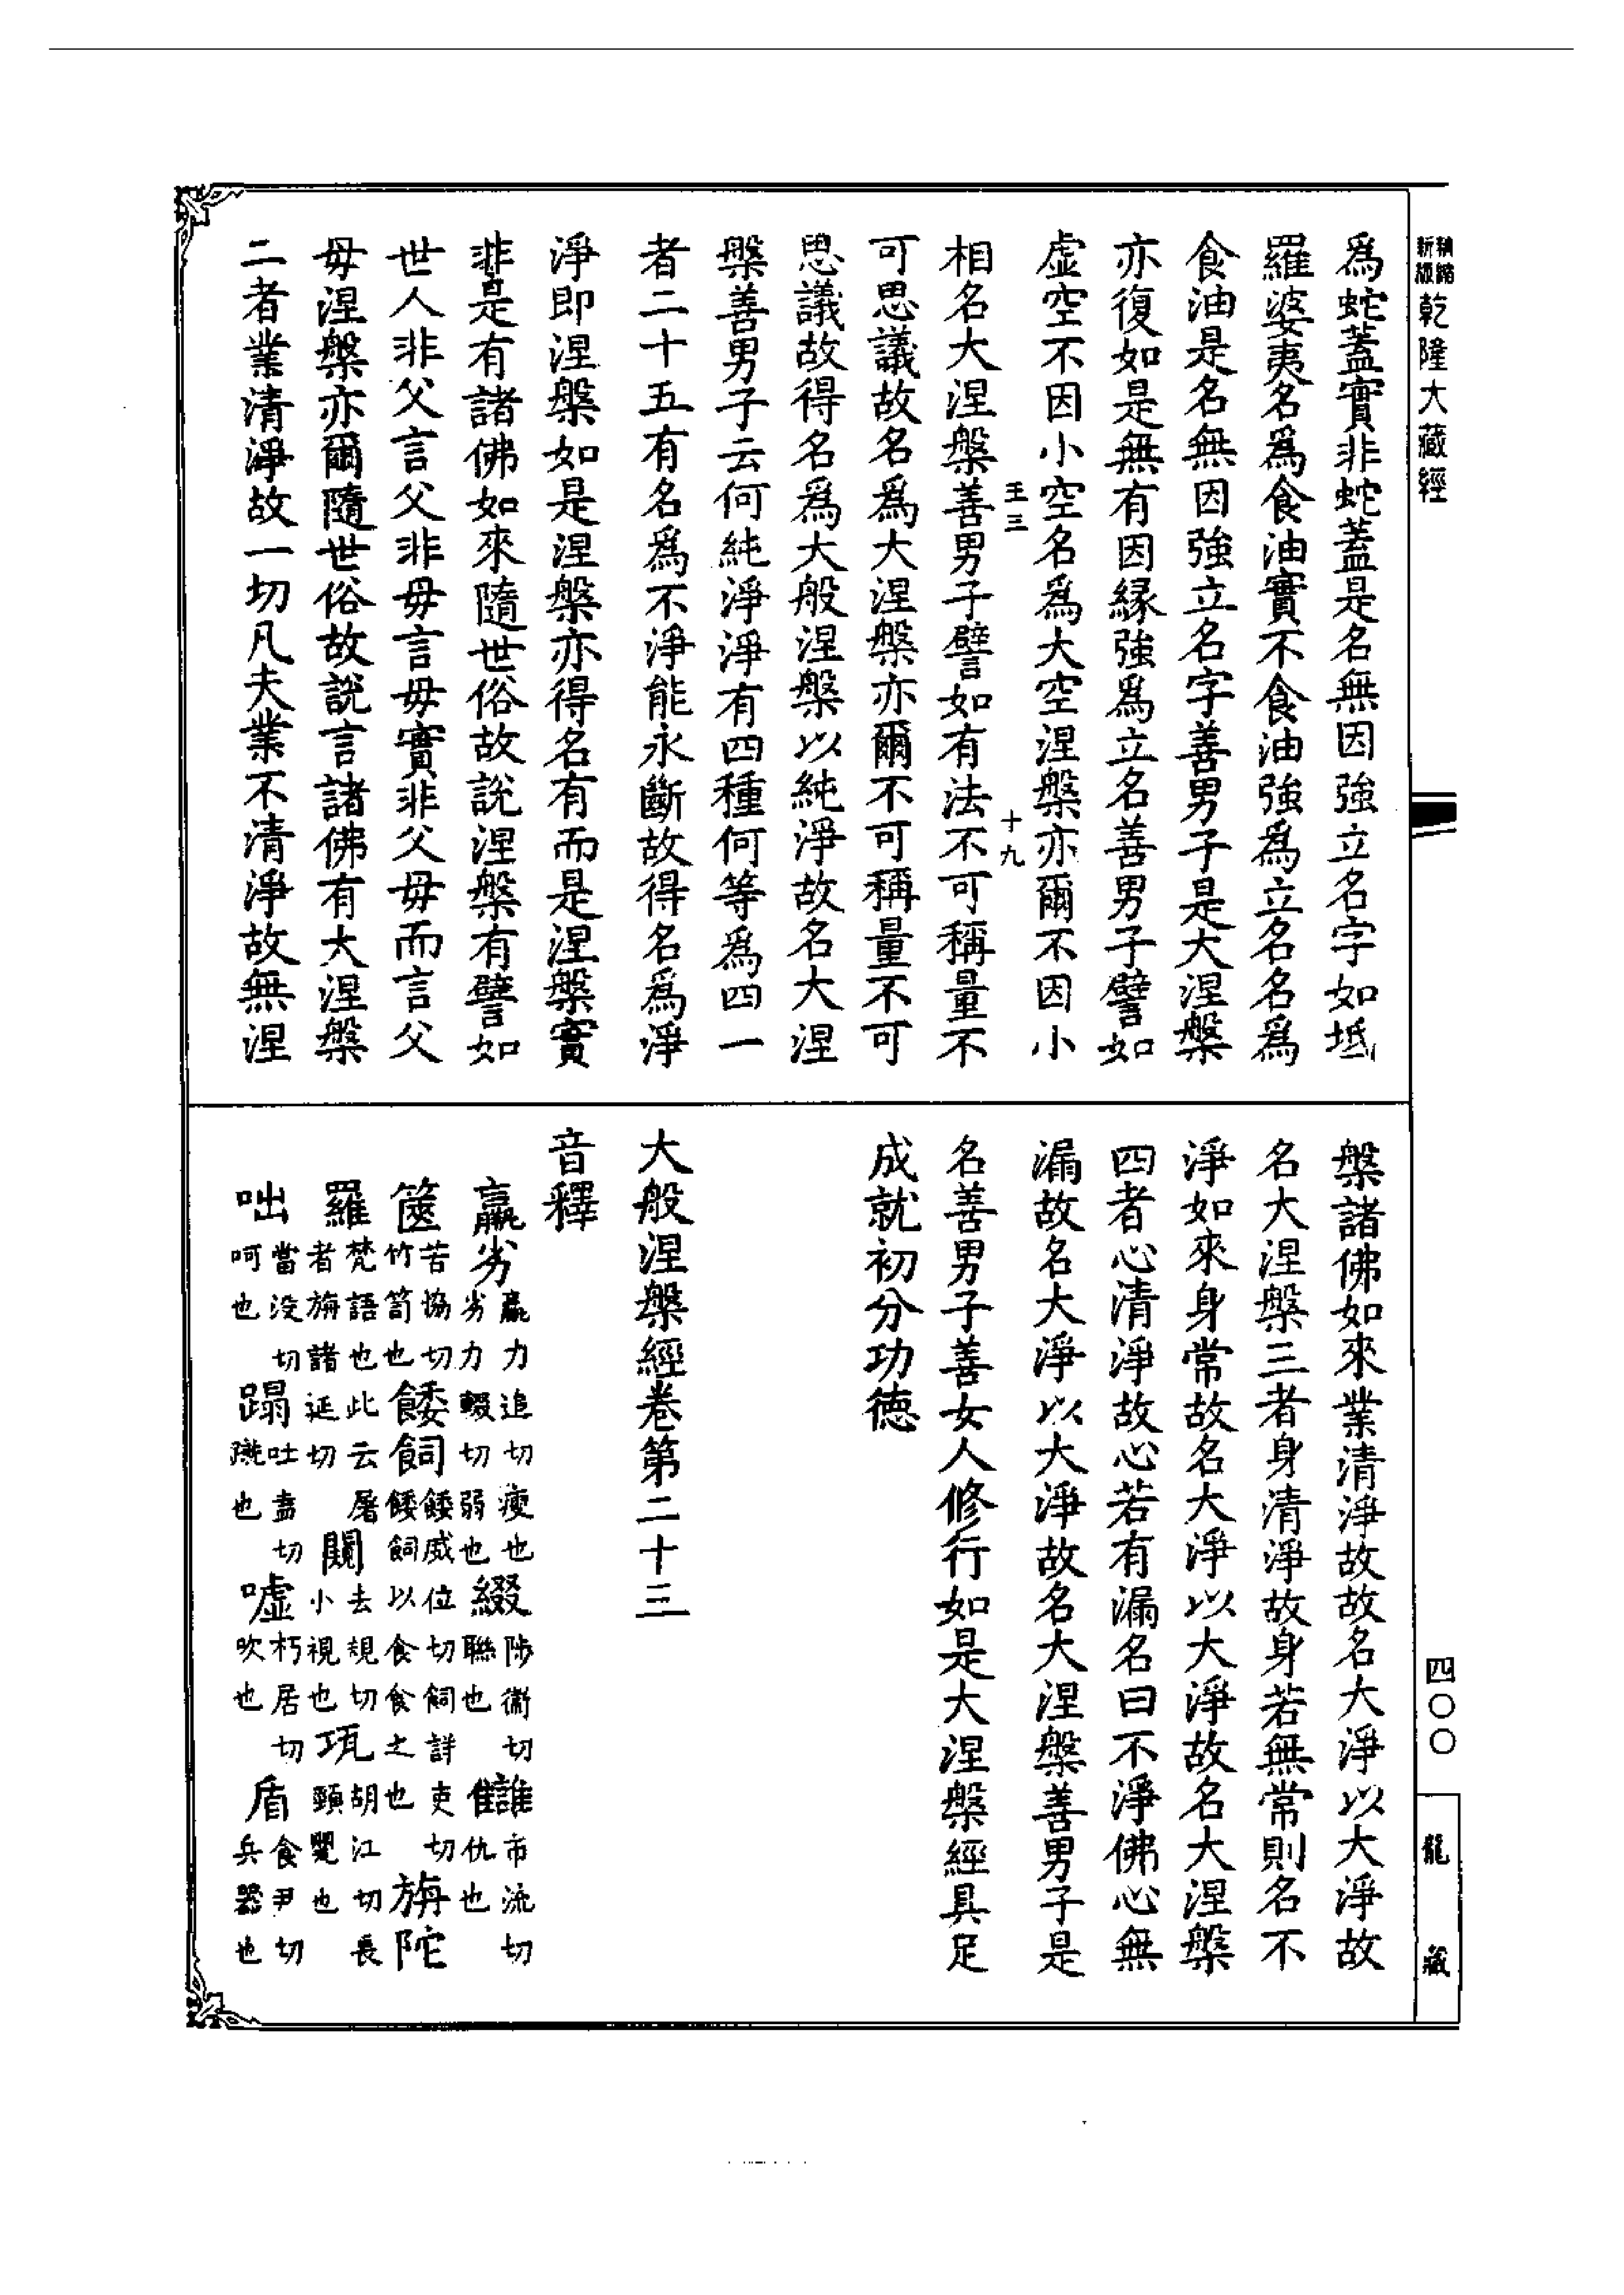 新編縮版乾隆大藏經
爲蛇蓋實非蛇蓋是名無因強立名字如坻
羅婆夷名爲食油實不食油強爲立名名爲
食油是名無因強立名字善男子是大涅槃
亦復如是無有因緣強爲立名善男子譬如
虛空不因小空名爲大空涅槃亦爾不因小
王三 十九
相名大涅槃善男子譬如有法不可稱量不
可思議故名爲大涅槃亦爾不可稱量不可
思議故得名爲大般涅槃以純淨故名大涅
槃善男子云何純淨淨有四種何等爲四一
者二十五有名爲不淨能永斷故得名爲淨
淨即涅槃如是涅槃亦得名有而是涅槃實
非是有諸佛如來隨世俗故說涅槃有譬如
世人非父言父非母言母實非父母而言父
母涅槃亦爾隨世俗故說言諸佛有大涅槃
二者業清淨故一切凡夫業不清淨故無涅
槃諸佛如來業清淨故故名大淨以大淨故
名大涅槃三者身清淨故身若無常則名不
淨如來身常故名大淨以大淨故名大涅槃
四者心清淨故心若有漏名曰不淨佛心無
漏故名大淨以大淨故名大涅槃善男子是
名善男子善女人修行如是大涅槃經具足
成就初分功德
大般涅槃經卷第二十三
音釋
羸劣羸力追切瘦也劣力輟切弱也綴陟衛切聯也讎市流切仇也
篋苦協切竹笥也餧飼餧威位切飼詳吏切餧飼以食食之也旃陀
羅梵語也此云屠者旃諸延切闚去規切小視也項胡江切長頸甖也
咄當沒切呵也蹋吐盍切蹴也噓朽居切吹也盾食尹切兵器也
四〇〇
龍藏